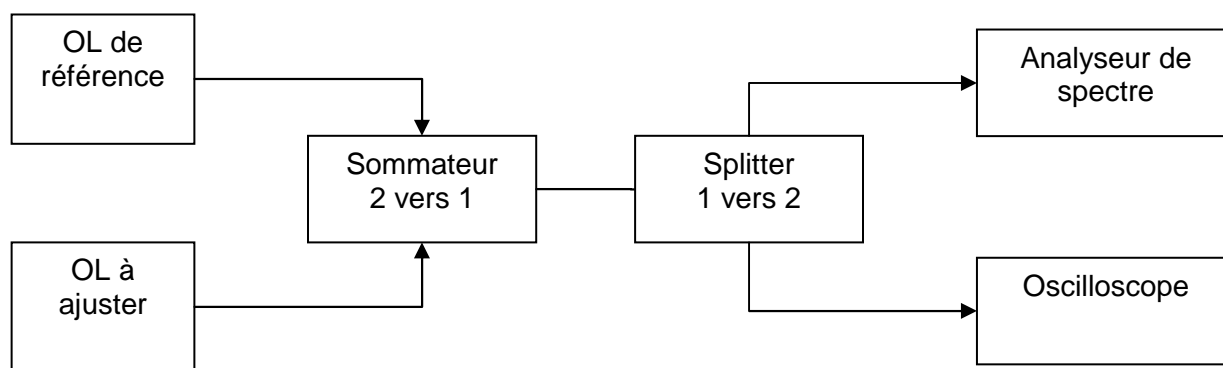 OL de
référence
Sommateur
2 vers 1
OL à
ajuster
Splitter
1 vers 2
Analyseur de
spectre
Oscilloscope